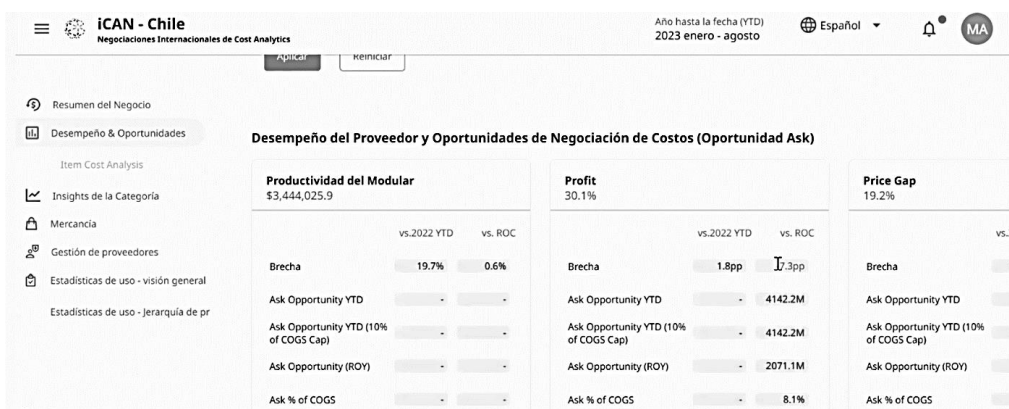 iCAN - Chile
Negociaciones Internacionales de Cost Analytics
Año hasta la fecha (YTD)
2023 enero - agosto
Español
MA
Aplicar
Reiniciar
Resumen del Negocio
Desempeño & Oportunidades
Item Cost Analysis
Insights de la Categoría
Mercancía
Gestión de proveedores
Estadísticas de uso - visión general
Estadísticas de uso - Jerarquía de pr
Desempeño del Proveedor y Oportunidades de Negociación de Costos (Oportunidad Ask)
Productividad del Modular
$3,444,025.9
vs.2022 YTD vs. ROC
Brecha 19.7% 0.6%
Ask Opportunity YTD - -
Ask Opportunity YTD (10%
of COGS Cap) - -
Ask Opportunity (ROY) - -
Ask % of COGS - -
Profit
30.1%
vs.2022 YTD vs. ROC
Brecha 1.8pp 7.3pp
Ask Opportunity YTD - 4142.2M
Ask Opportunity YTD (10%
of COGS Cap) - 4142.2M
Ask Opportunity (ROY) - 2071.1M
Ask % of COGS - 8.1%
Price Gap
19.2%
vs.
Brecha
Ask Opportunity YTD
Ask Opportunity YTD (10%
of COGS Cap)
Ask Opportunity (ROY)
Ask % of COGS